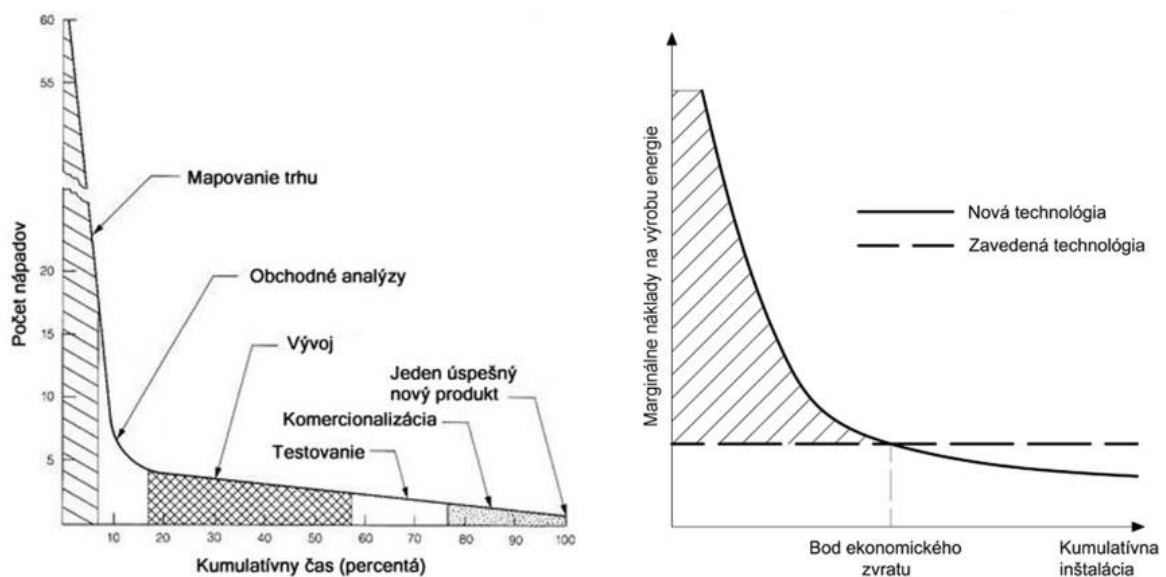 60
55
20
15
10
5
Počet nápadov
Mapovanie trhu
Obchodné analýzy
Vývoj
Jeden úspešný
nový produkt
Komercionalizácia
Testovanie
10 20 30 40 50 60 70 80 90 100
Kumulatívny čas (percentá)
Marginálne náklady na výrobu energie
Nová technológia
Zavedená technológia
Bod ekonomického
zvratu
Kumulatívna
inštalácia